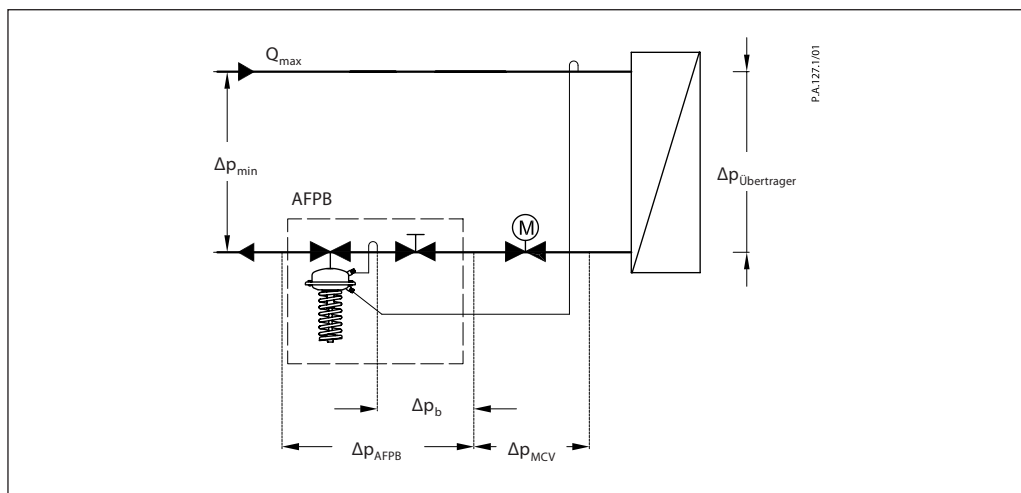 Q_max
P.A.127.1/01
Δp_min
Δp_Übertrager
AFPB
M
Δp_b
Δp_AFPB
Δp_MCV